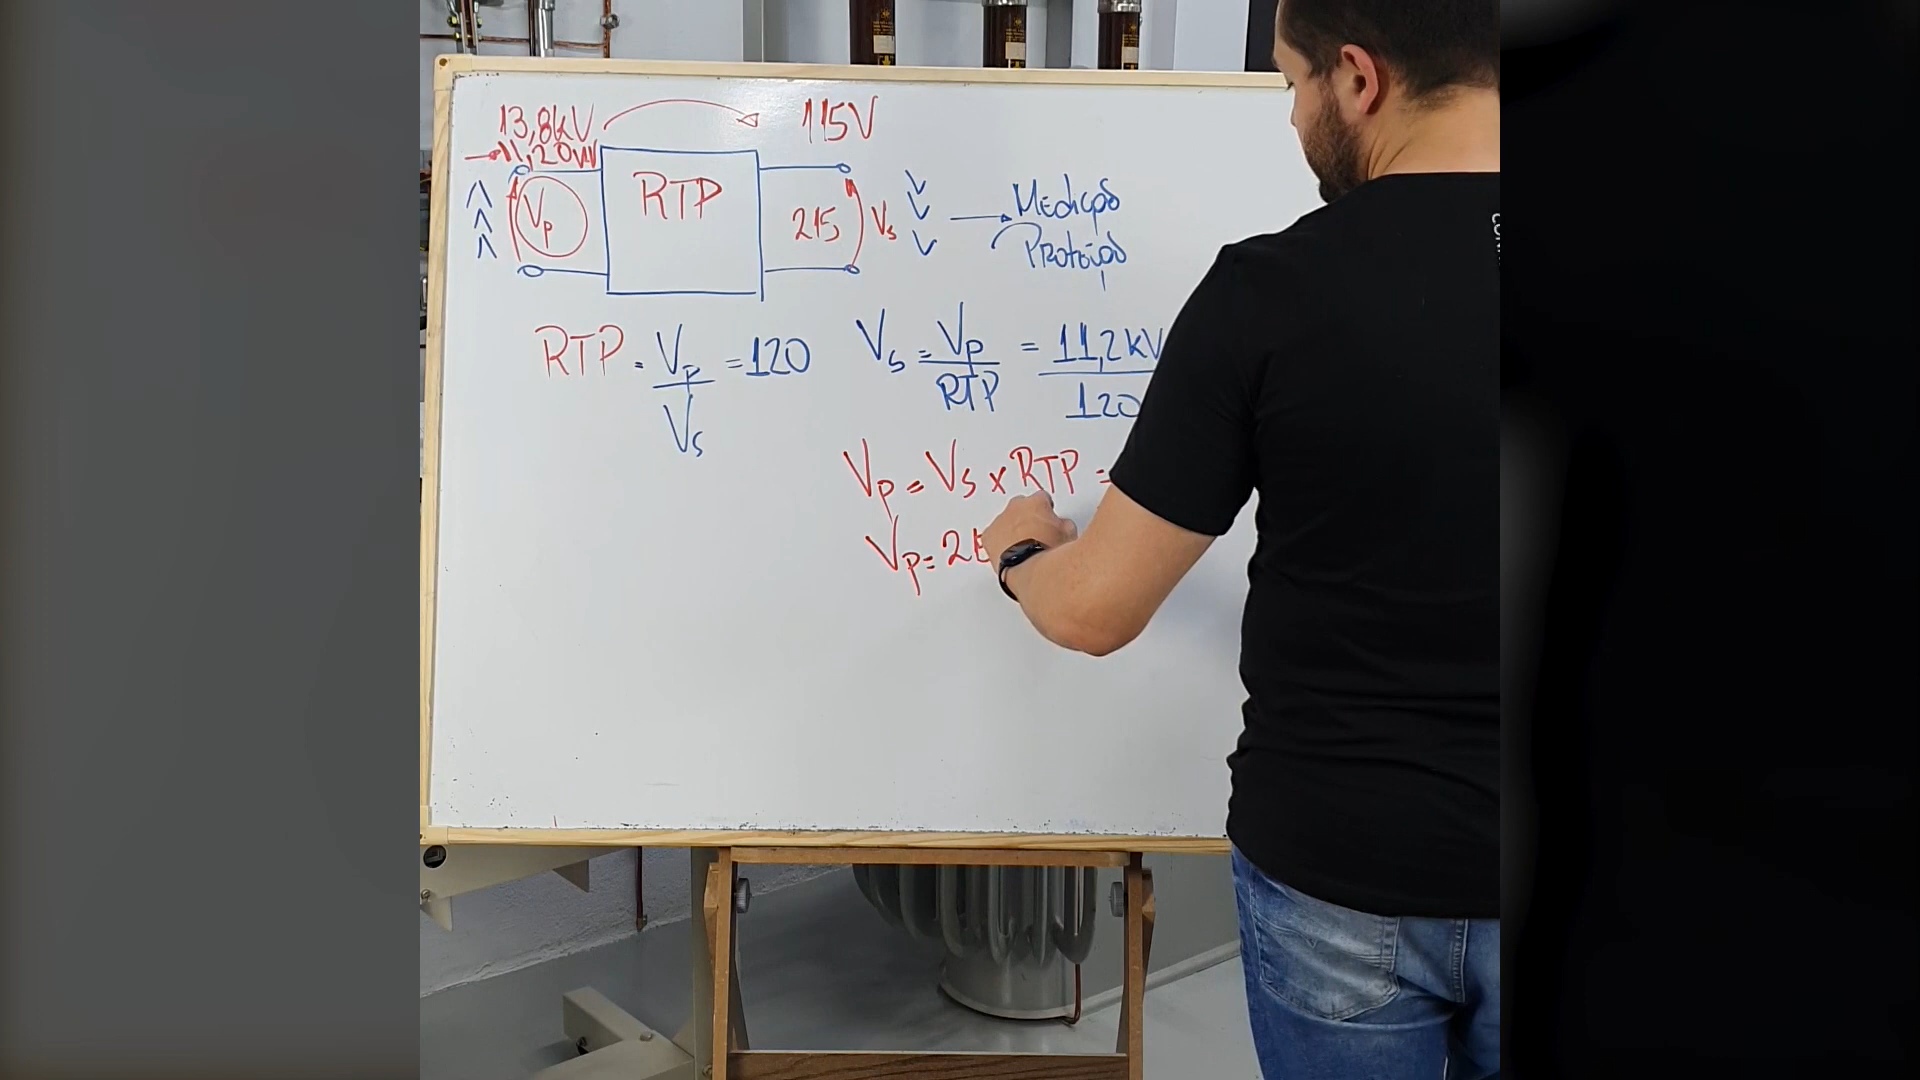 13,8kV 115V
11,20kV
Vp RTP 215 Vs Medição
Proteção
RTP = Vp/Vs = 120
Vs = Vp/RTP = 11,2kV/120
Vp = Vs x RTP =
Vp = 2